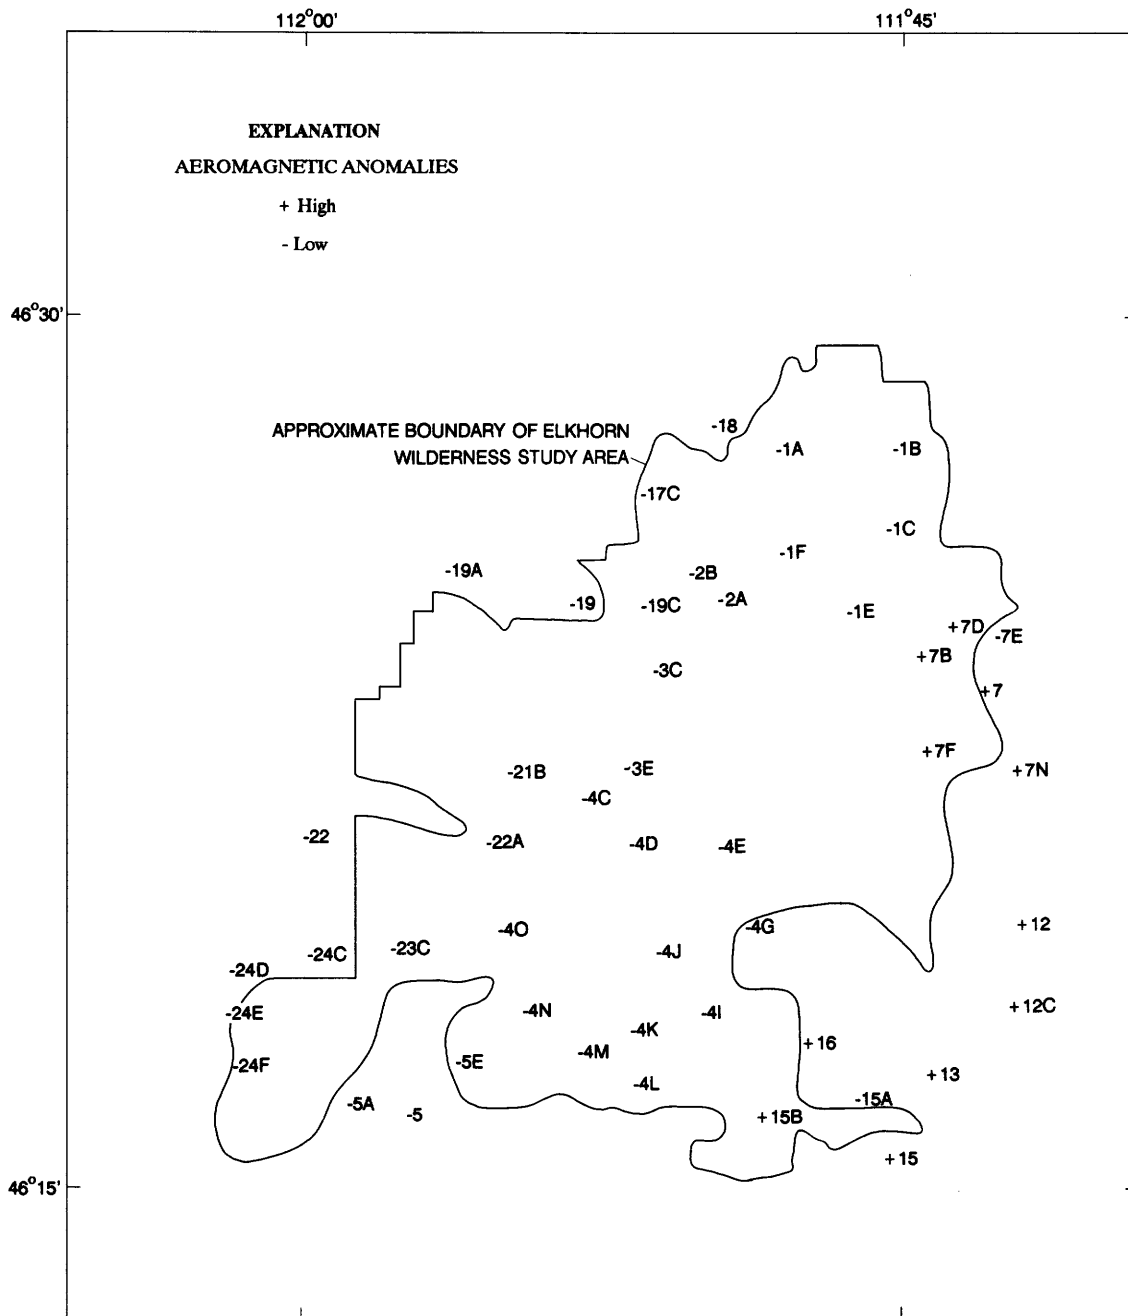 112°00'
111°45'
EXPLANATION
AEROMAGNETIC ANOMALIES
+ High
- Low
46°30'
-18
APPROXIMATE BOUNDARY OF ELKHORN
WILDERNESS STUDY AREA
-1A
-1B
-17C
-1C
-1F
-19A
-2B
-19
-19C
-2A
-1E
+7D
-7E
+7B
-3C
+7
+7F
-21B
-3E
+7N
-4C
-22
-22A
-4D
-4E
-4O
-4G
+12
-24C
-23C
-4J
-24D
-24E
-4N
-4I
+12C
-4K
+16
-4M
-24F
-5E
-4L
+13
-5A
-5
+15B
-15A
+15
46°15'